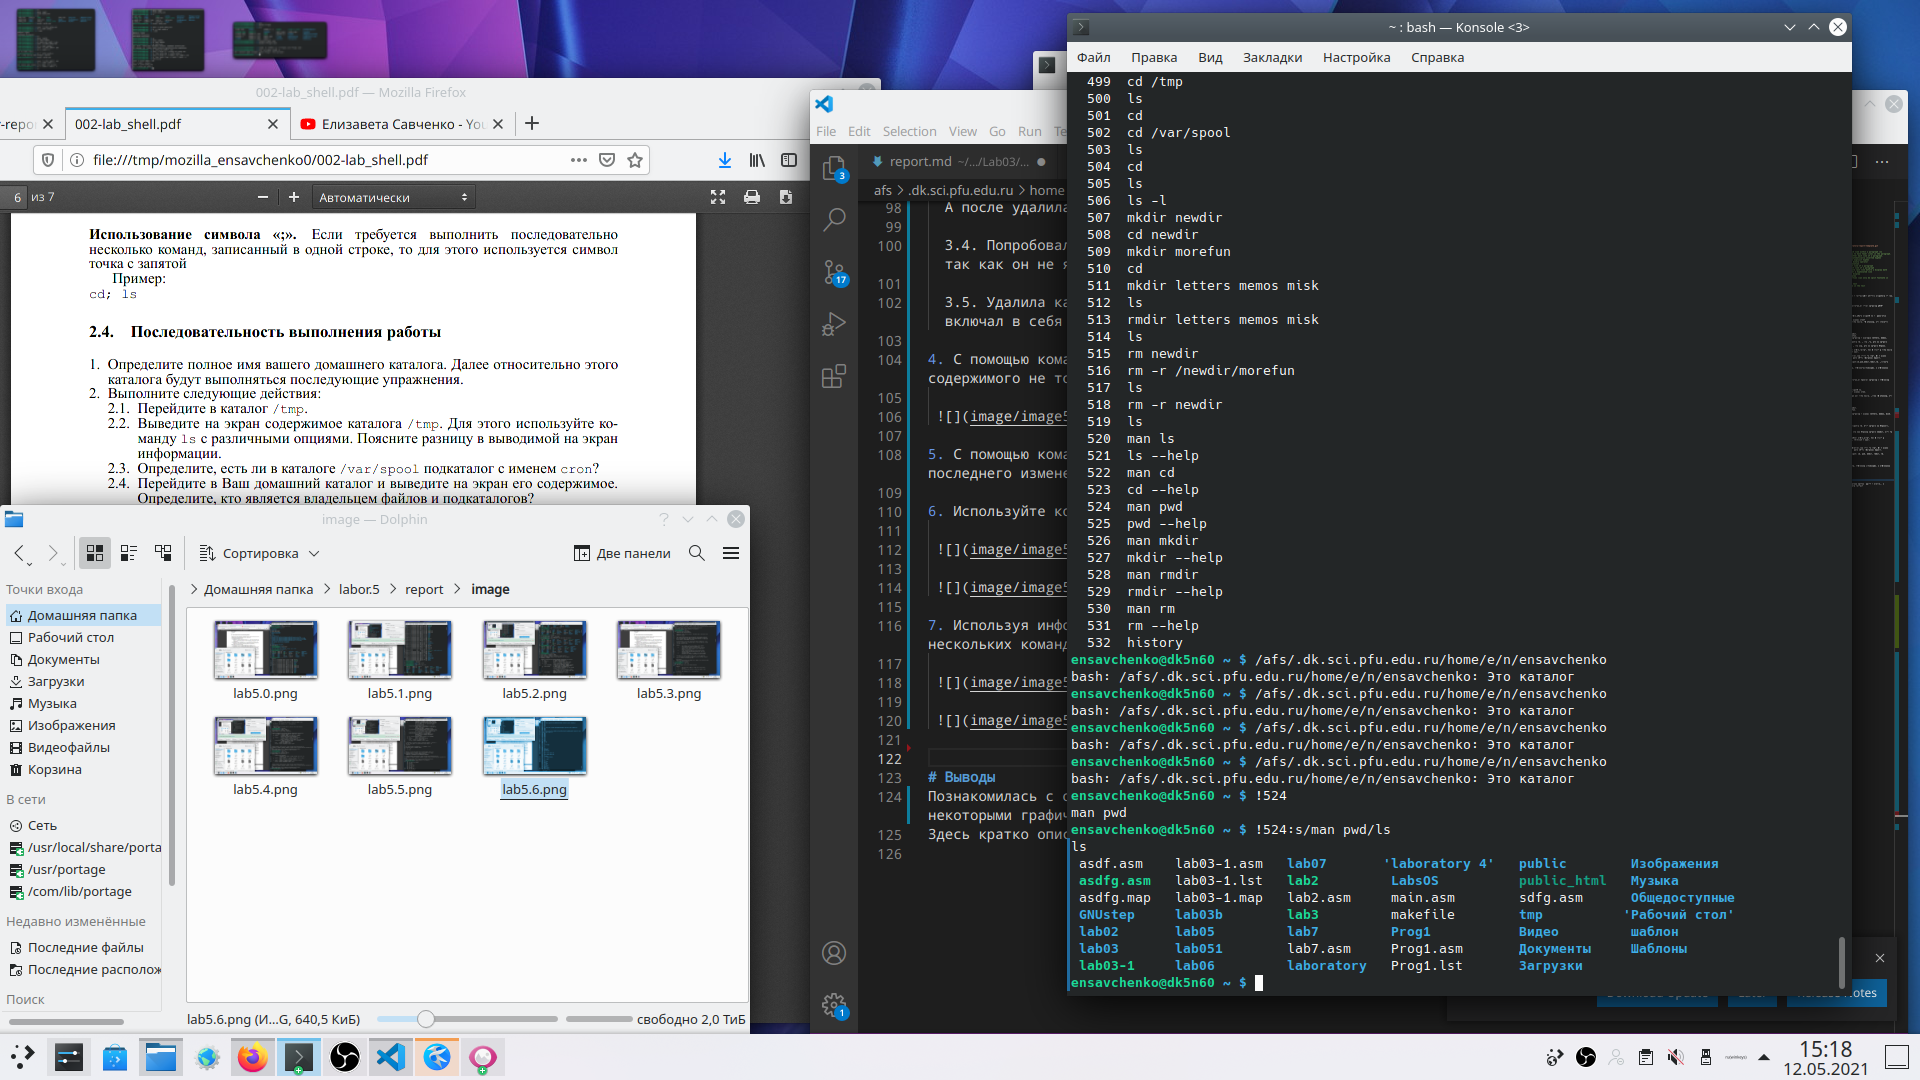 002-lab_shell.pdf — Mozilla Firefox
002-lab_shell.pdf
Елизавета Савченко - You
file:///tmp/mozilla_ensavchenko0/002-lab_shell.pdf
6 из 7
Автоматически
Использование символа «;». Если требуется выполнить последовательно
несколько команд, записанный в одной строке, то для этого используется символ
точка с запятой
Пример:
cd; ls
2.4. Последовательность выполнения работы
1. Определите полное имя вашего домашнего каталога. Далее относительно этого
каталога будут выполняться последующие упражнения.
2. Выполните следующие действия:
2.1. Перейдите в каталог /tmp.
2.2. Выведите на экран содержимое каталога /tmp. Для этого используйте ко-
манду ls с различными опциями. Поясните разницу в выводимой на экран
информации.
2.3. Определите, есть ли в каталоге /var/spool подкаталог с именем cron?
2.4. Перейдите в Ваш домашний каталог и выведите на экран его содержимое.
Определите, кто является владельцем файлов и подкаталогов?
image — Dolphin
Сортировка
Две панели
Точки входа
Домашняя папка
Рабочий стол
Документы
Загрузки
Музыка
Изображения
Видеофайлы
Корзина
В сети
Сеть
/usr/local/share/porta
/usr/portage
/com/lib/portage
Недавно изменённые
Последние файлы
Последние располож
Поиск
Домашняя папка > labor.5 > report > image
lab5.0.png
lab5.1.png
lab5.2.png
lab5.3.png
lab5.4.png
lab5.5.png
lab5.6.png
lab5.6.png (И...G, 640,5 КиБ)
свободно 2,0 ТиБ
File Edit Selection View Go Run Te
report.md ~/.../Lab03/...
afs > .dk.sci.pfu.edu.ru > home
3
17
1
98 А после удалила
99
100 3.4. Попробовал
так как он не я
101
102 3.5. Удалила ка
включал в себя
103
104 4. С помощью кома
содержимого не то
105
106 ![](image/image5
107
108 5. С помощью кома
последнего измене
109
110 6. Используйте ко
111
112 ![](image/image5
113
114 ![](image/image5
115
116 7. Используя инфо
нескольких команд
117
118 ![](image/image5
119
120 ![](image/image5
121
122
123 # Выводы
124 Познакомилась с о
некоторыми графич
125 Здесь кратко опис
126
~ : bash — Konsole <3>
Файл Правка Вид Закладки Настройка Справка
499 cd /tmp
500 ls
501 cd
502 cd /var/spool
503 ls
504 cd
505 ls
506 ls -l
507 mkdir newdir
508 cd newdir
509 mkdir morefun
510 cd
511 mkdir letters memos misk
512 ls
513 rmdir letters memos misk
514 ls
515 rm newdir
516 rm -r /newdir/morefun
517 ls
518 rm -r newdir
519 ls
520 man ls
521 ls --help
522 man cd
523 cd --help
524 man pwd
525 pwd --help
526 man mkdir
527 mkdir --help
528 man rmdir
529 rmdir --help
530 man rm
531 rm --help
532 history
ensavchenko@dk5n60 ~ $ /afs/.dk.sci.pfu.edu.ru/home/e/n/ensavchenko
bash: /afs/.dk.sci.pfu.edu.ru/home/e/n/ensavchenko: Это каталог
ensavchenko@dk5n60 ~ $ /afs/.dk.sci.pfu.edu.ru/home/e/n/ensavchenko
bash: /afs/.dk.sci.pfu.edu.ru/home/e/n/ensavchenko: Это каталог
ensavchenko@dk5n60 ~ $ /afs/.dk.sci.pfu.edu.ru/home/e/n/ensavchenko
bash: /afs/.dk.sci.pfu.edu.ru/home/e/n/ensavchenko: Это каталог
ensavchenko@dk5n60 ~ $ /afs/.dk.sci.pfu.edu.ru/home/e/n/ensavchenko
bash: /afs/.dk.sci.pfu.edu.ru/home/e/n/ensavchenko: Это каталог
ensavchenko@dk5n60 ~ $ !524
man pwd
ensavchenko@dk5n60 ~ $ !524:s/man pwd/ls
ls
asdf.asm lab03-1.asm lab07 'laboratory 4' public Изображения
asdfg.asm lab03-1.lst lab2 LabsOS public_html Музыка
asdfg.map lab03-1.map lab2.asm main.asm sdfg.asm Общедоступные
GNUstep lab03b lab3 makefile tmp 'Рабочий стол'
lab02 lab05 lab7 Prog1 Видео шаблон
lab03 lab051 lab7.asm Prog1.asm Документы Шаблоны
lab03-1 lab06 laboratory Prog1.lst Загрузки
ensavchenko@dk5n60 ~ $
15:18
12.05.2021